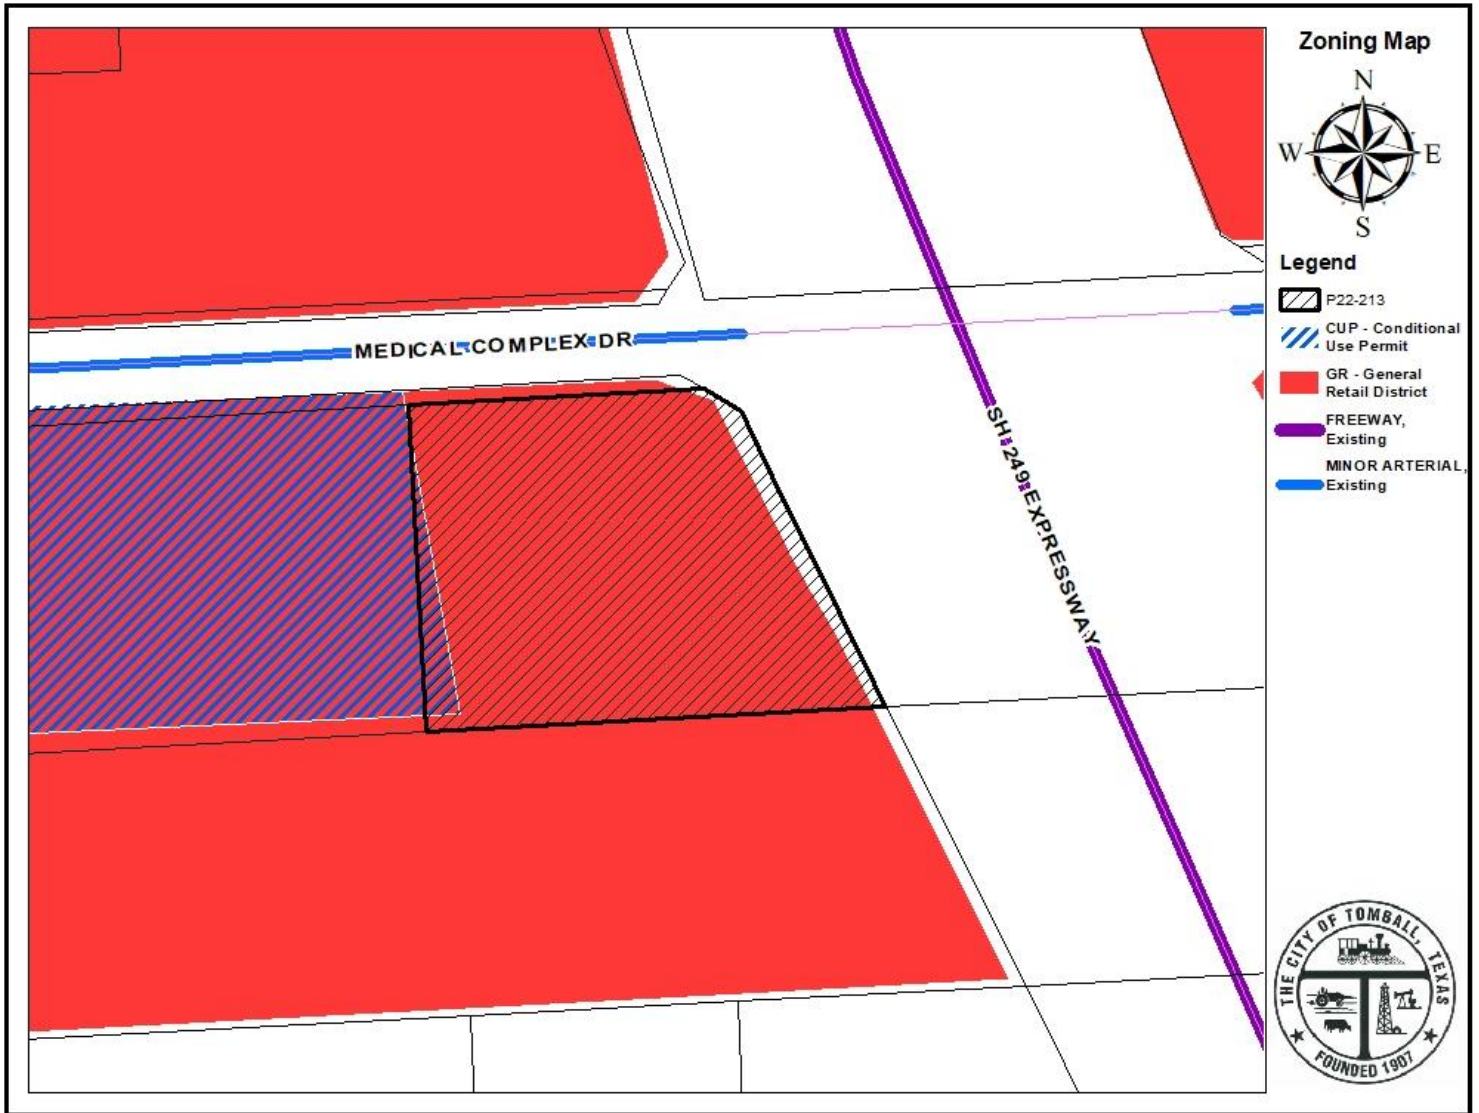 Zoning Map
N
W
E
S
Legend
P22-213
CUP - Conditional
Use Permit
GR - General
Retail District
FREEWAY,
Existing
MINOR ARTERIAL,
Existing
MEDICAL COMPLEX DR
SH 249 EXPRESSWAY
THE CITY OF TOMBALL, TEXAS
T
FOUNDED 1907